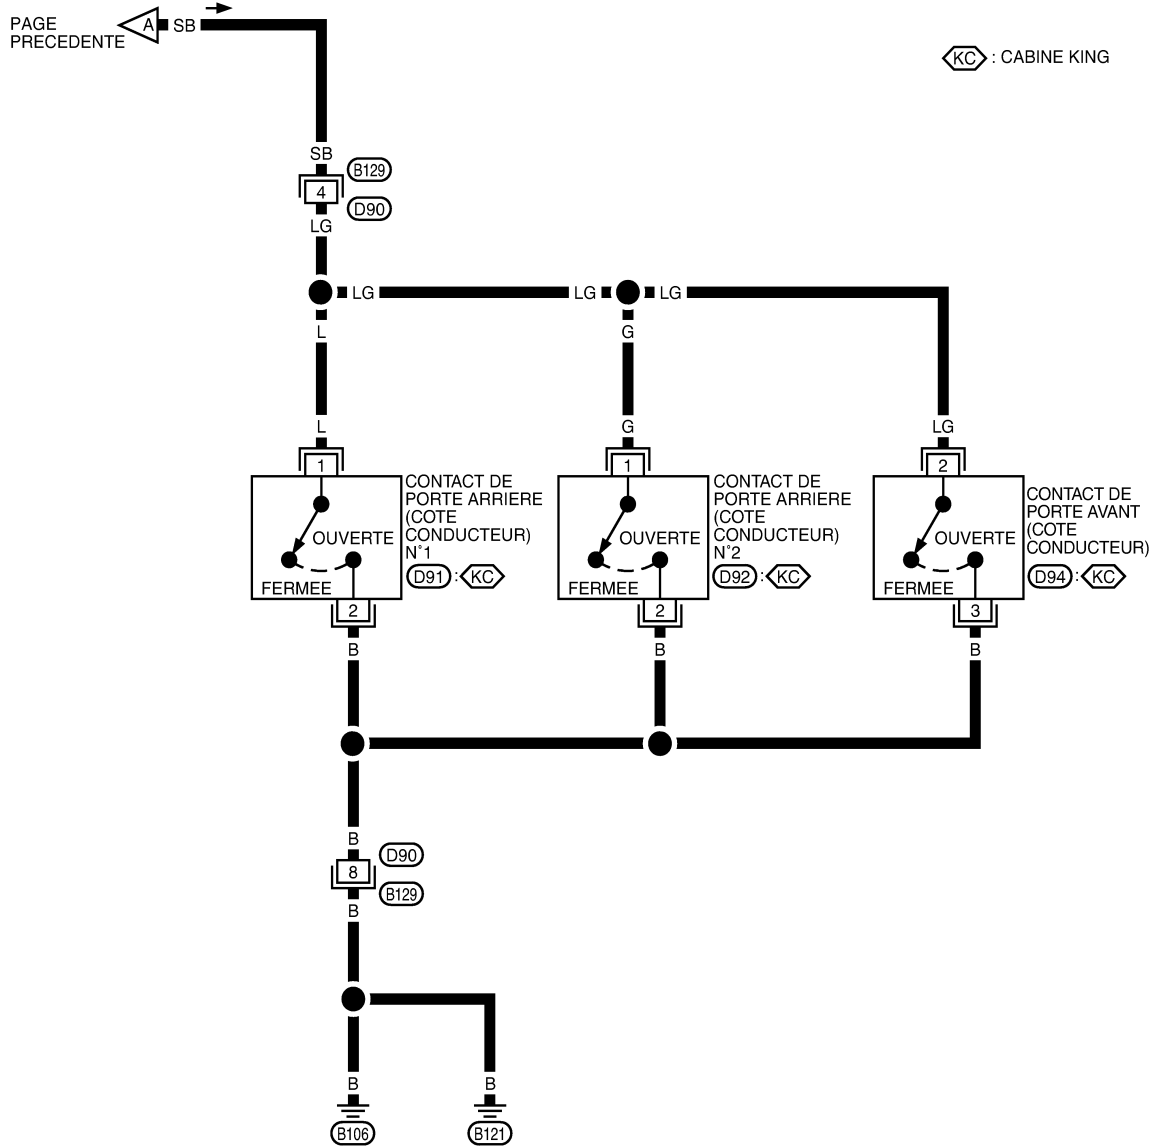 PAGE
PRECEDENTE
A
SB
KC : CABINE KING
SB
B129
4
D90
LG
LG
LG
LG
L
G
L
G
LG
1
1
2
CONTACT DE
PORTE ARRIERE
(COTE
CONDUCTEUR)
N°1
D91 : KC
OUVERTE
FERMEE
CONTACT DE
PORTE ARRIERE
(COTE
CONDUCTEUR)
N°2
D92 : KC
OUVERTE
FERMEE
CONTACT DE
PORTE AVANT
(COTE
CONDUCTEUR)
D94 : KC
OUVERTE
FERMEE
2
2
3
B
B
B
B
D90
8
B129
B
B
B
B106
B121